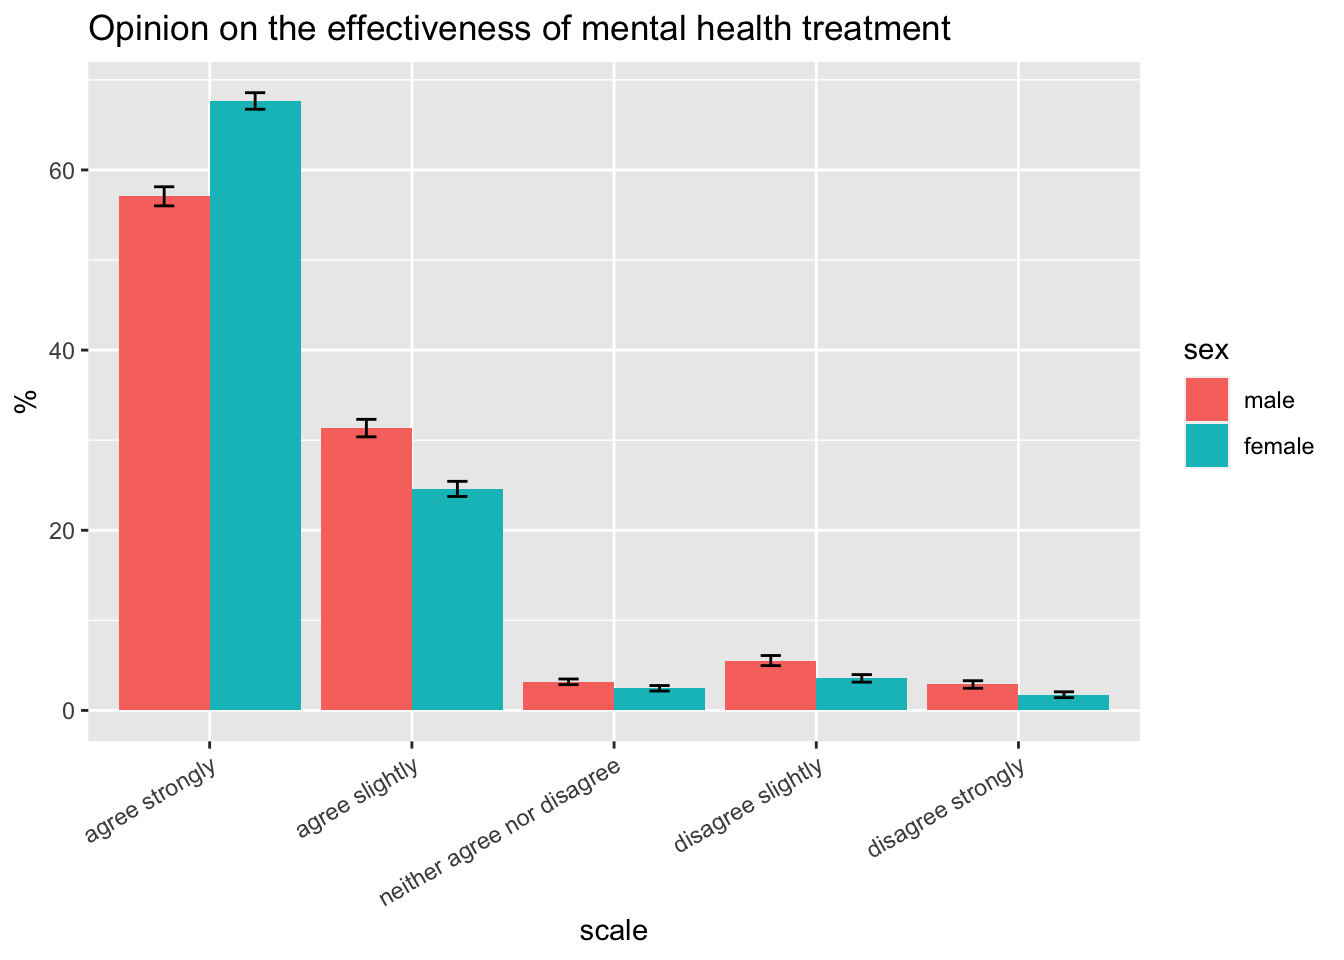 Opinion on the effectiveness of mental health treatment
%
60
40
20
0
agree strongly
agree slightly
neither agree nor disagree
disagree slightly
disagree strongly
scale
sex
male
female